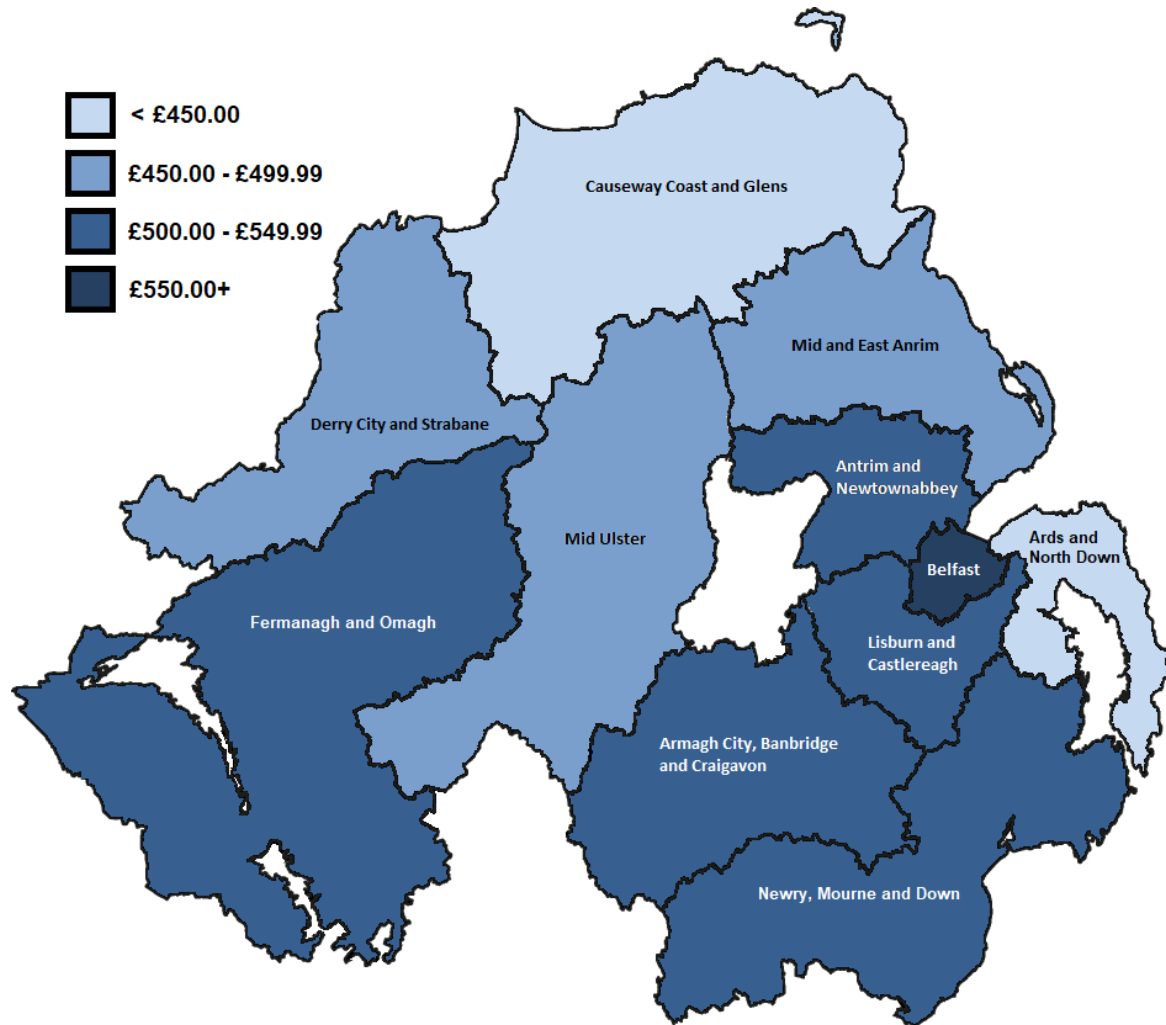 < £450.00
£450.00 - £499.99
£500.00 - £549.99
£550.00+
Causeway Coast and Glens
Mid and East Anrim
Derry City and Strabane
Antrim and
Newtownabbey
Mid Ulster
Ards and
North Down
Belfast
Fermanagh and Omagh
Lisburn and
Castlereagh
Armagh City, Banbridge
and Craigavon
Newry, Mourne and Down